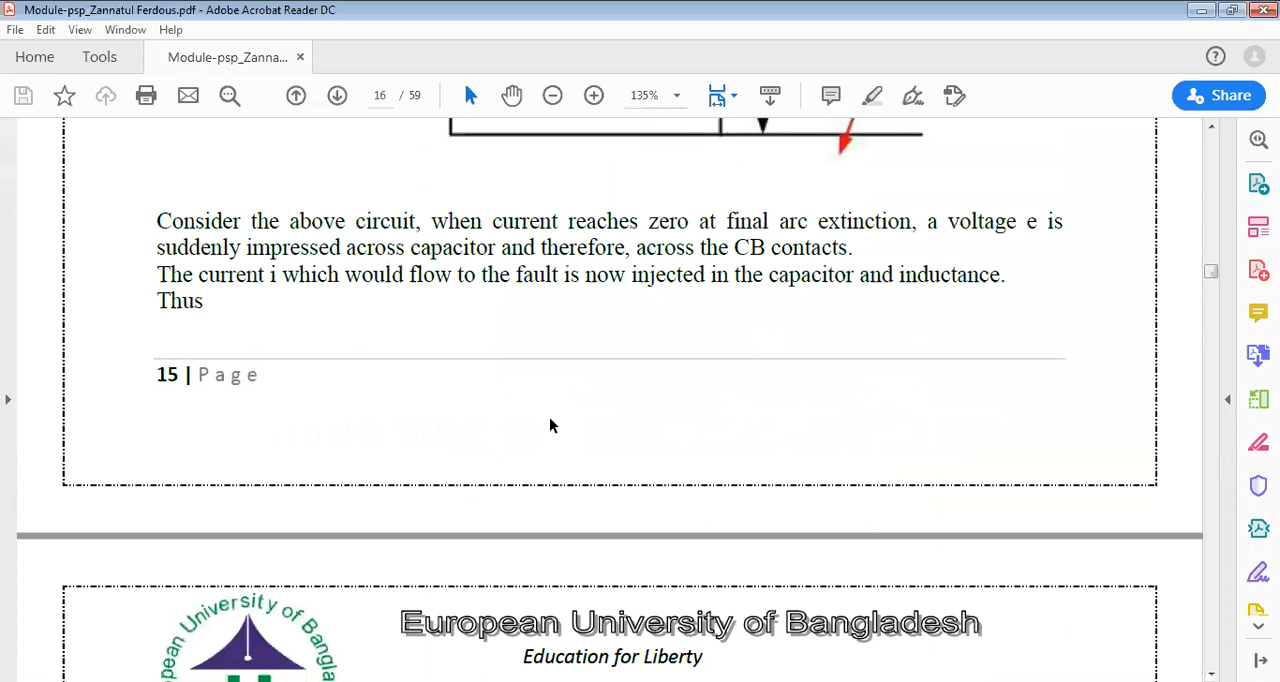 Module-psp_Zannatul Ferdous.pdf - Adobe Acrobat Reader DC
File Edit View Window Help
Home Tools Module-psp_Zanna... ×
16 / 59 135% Share
Consider the above circuit, when current reaches zero at final arc extinction, a voltage e is
suddenly impressed across capacitor and therefore, across the CB contacts.
The current i which would flow to the fault is now injected in the capacitor and inductance.
Thus
15 | P a g e
European University of Bangladesh
Education for Liberty